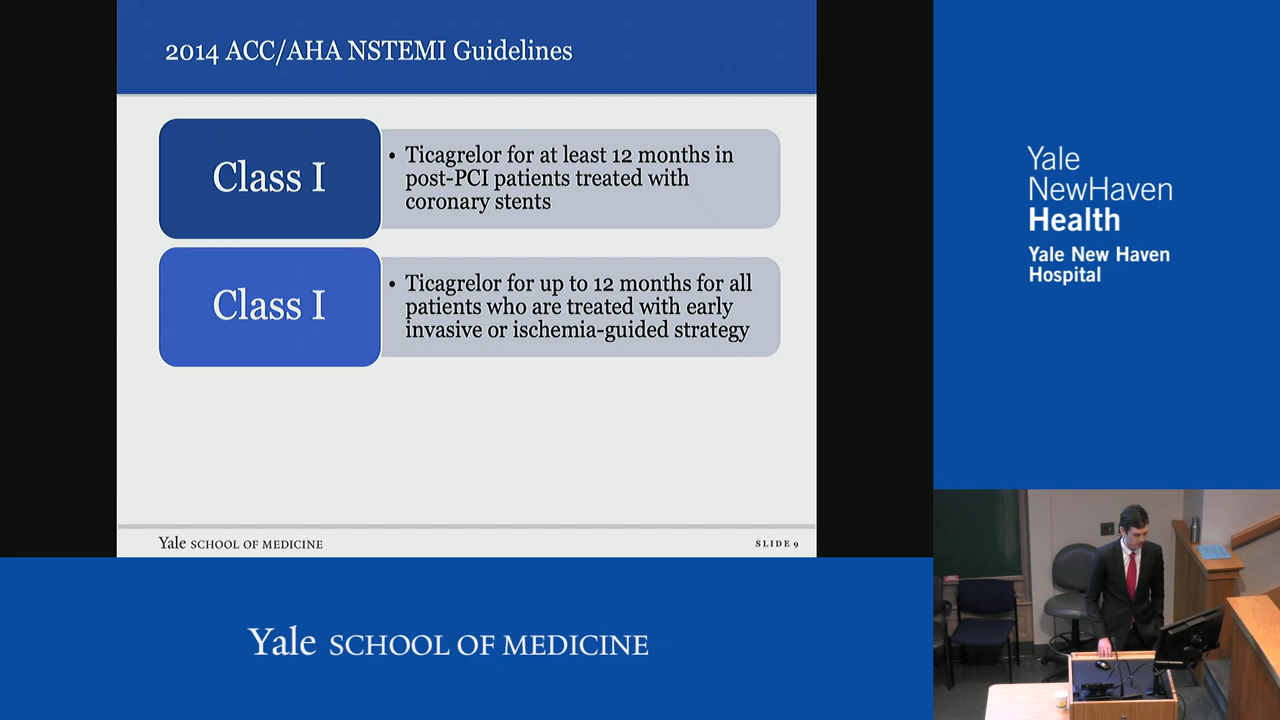 2014 ACC/AHA NSTEMI Guidelines
Class I
• Ticagrelor for at least 12 months in
post-PCI patients treated with
coronary stents
Class I
• Ticagrelor for up to 12 months for all
patients who are treated with early
invasive or ischemia-guided strategy
Yale SCHOOL OF MEDICINE
SLIDE 9
Yale
NewHaven
Health
Yale New Haven
Hospital
Yale SCHOOL OF MEDICINE